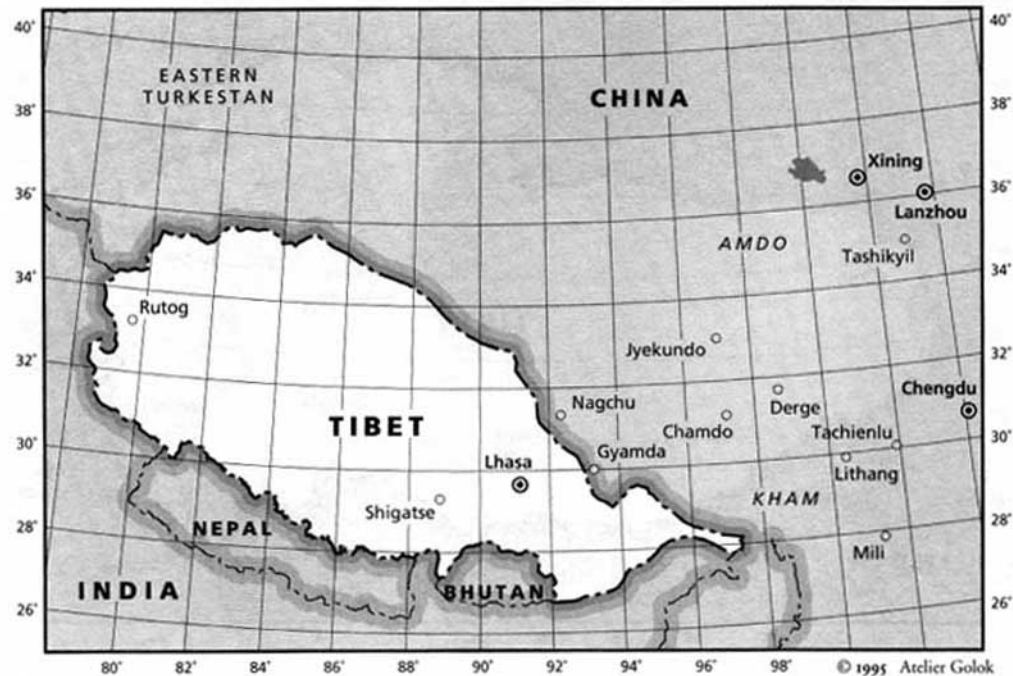 40°
40°
EASTERN
TURKESTAN
CHINA
38°
38°
Xining
36°
36°
Lanzhou
AMDO
Tashikyil
34°
34°
Rutog
Jyekundo
32°
32°
Chengdu
Nagchu
Derge
TIBET
Chamdo
Tachienlu
30°
30°
Gyamda
Lhasa
Lithang
Shigatse
KHAM
28°
28°
NEPAL
Mili
INDIA
BHUTAN
26°
26°
80°
82°
84°
86°
88°
90°
92°
94°
96°
98°
© 1995 Atelier Golok